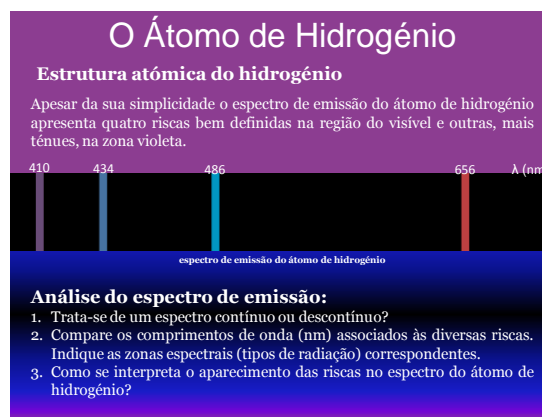 O Átomo de Hidrogénio
Estrutura atómica do hidrogénio
Apesar da sua simplicidade o espectro de emissão do átomo de hidrogénio
apresenta quatro riscas bem definidas na região do visível e outras, mais
ténues, na zona violeta.
410 434 486 656 λ (nm
espectro de emissão do átomo de hidrogénio
Análise do espectro de emissão:
1. Trata-se de um espectro contínuo ou descontínuo?
2. Compare os comprimentos de onda (nm) associados às diversas riscas.
Indique as zonas espectrais (tipos de radiação) correspondentes.
3. Como se interpreta o aparecimento das riscas no espectro do átomo de
hidrogénio?